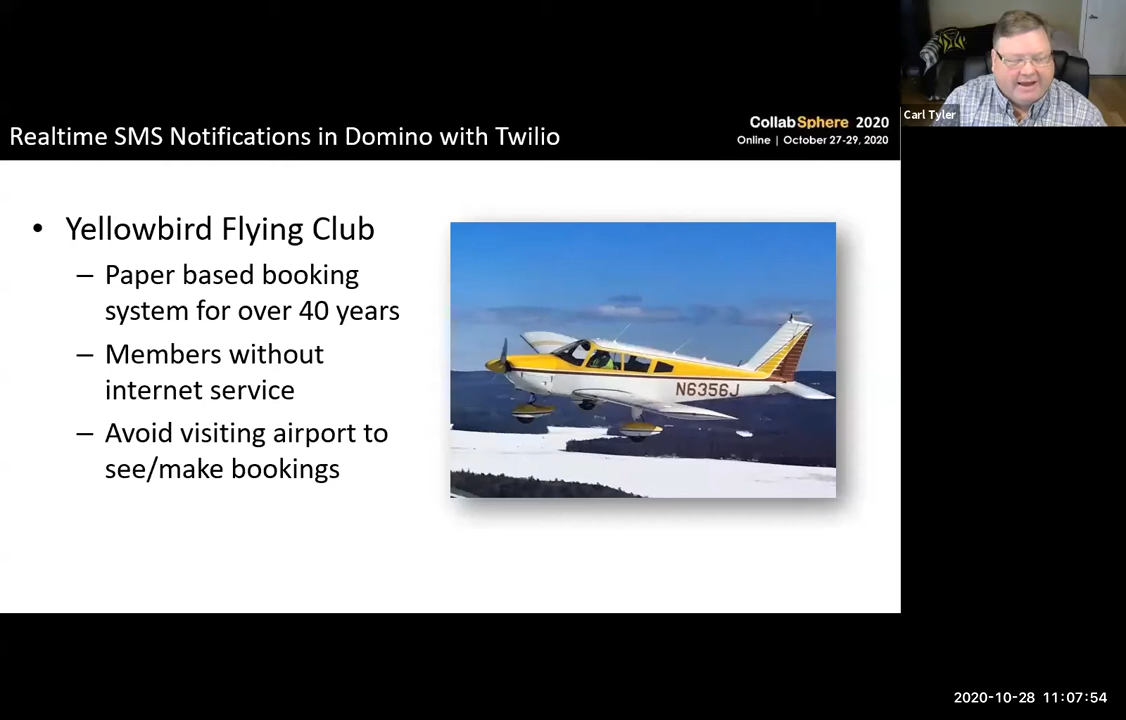 Realtime SMS Notifications in Domino with Twilio
CollabSphere 2020
Online | October 27-29, 2020
Carl Tyler
• Yellowbird Flying Club
– Paper based booking
system for over 40 years
– Members without
internet service
– Avoid visiting airport to
see/make bookings
N6356J
2020-10-28 11:07:54